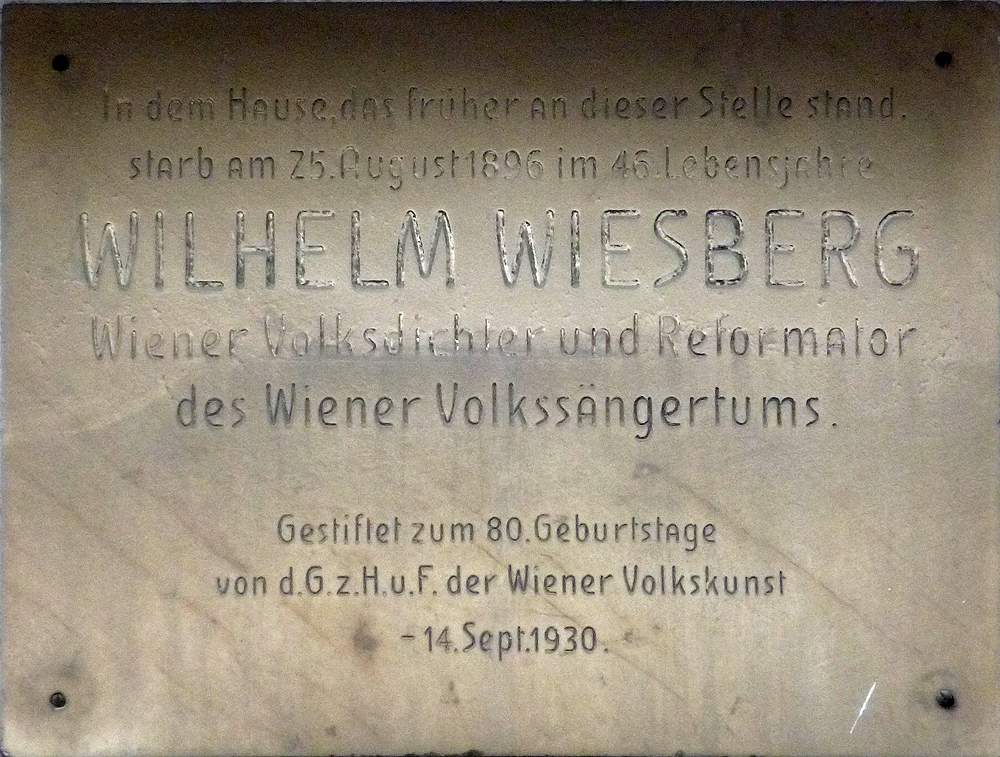 In dem Hause, das früher an dieser Stelle stand,
starb am 25. August 1896 im 46. Lebensjahre
WILHELM WIESBERG
Wiener Volksdichter und Reformator
des Wiener Volkssängertums.
Gestiftet zum 80. Geburtstage
von d. G. z. H. u. F. der Wiener Volkskunst
- 14. Sept. 1930.